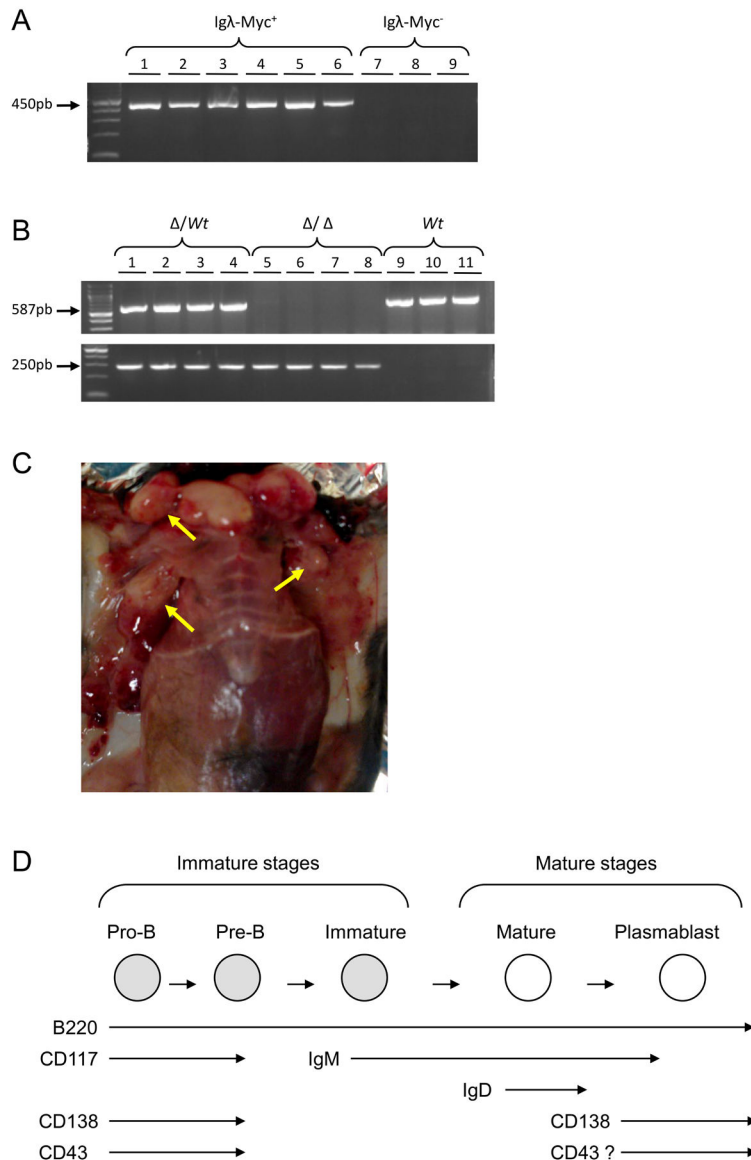 A
Igλ-Myc⁺ Igλ-Myc⁻
1 2 3 4 5 6 7 8 9
450pb
B
Δ/Wt Δ/ Δ Wt
1 2 3 4 5 6 7 8 9 10 11
587pb
250pb
C
D
Immature stages Mature stages
Pro-B Pre-B Immature Mature Plasmablast
B220
CD117 IgM
IgD
CD138 CD138
CD43 CD43 ?